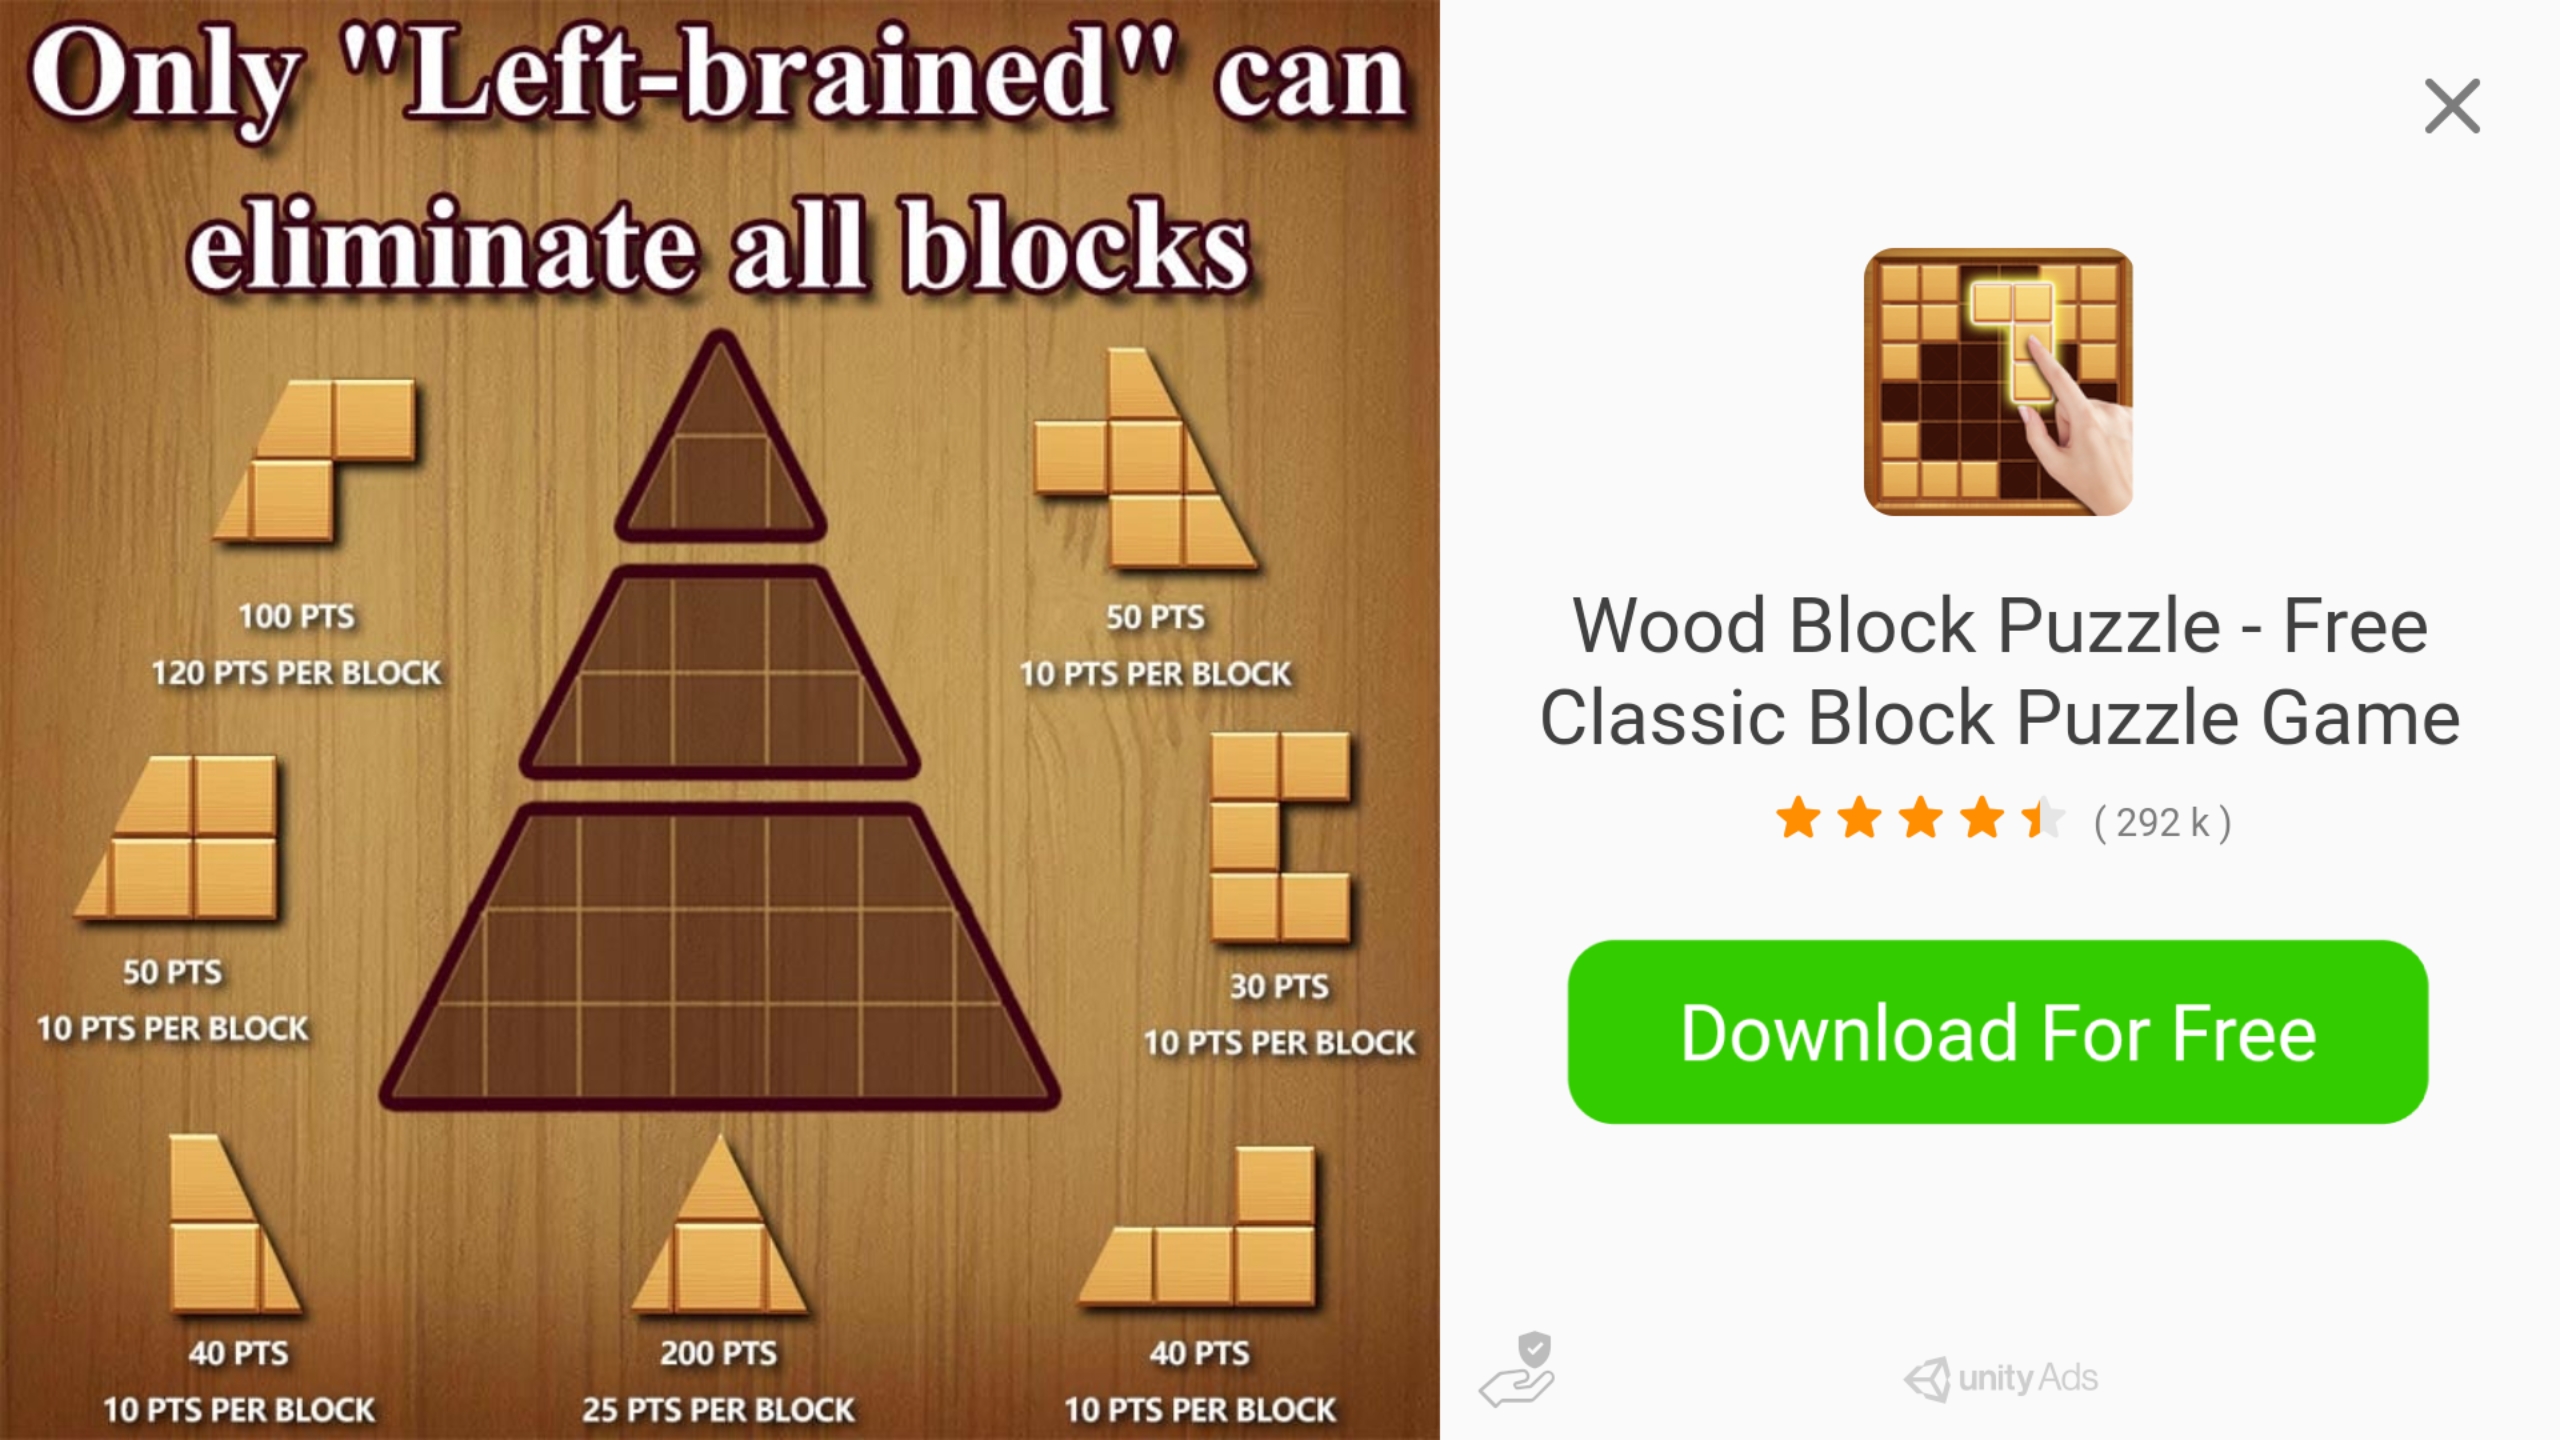 Only "Left-brained" can
eliminate all blocks
100 PTS
120 PTS PER BLOCK
50 PTS
10 PTS PER BLOCK
50 PTS
10 PTS PER BLOCK
30 PTS
10 PTS PER BLOCK
40 PTS
10 PTS PER BLOCK
200 PTS
25 PTS PER BLOCK
40 PTS
10 PTS PER BLOCK
Wood Block Puzzle - Free
Classic Block Puzzle Game
( 292 k )
Download For Free
unity Ads